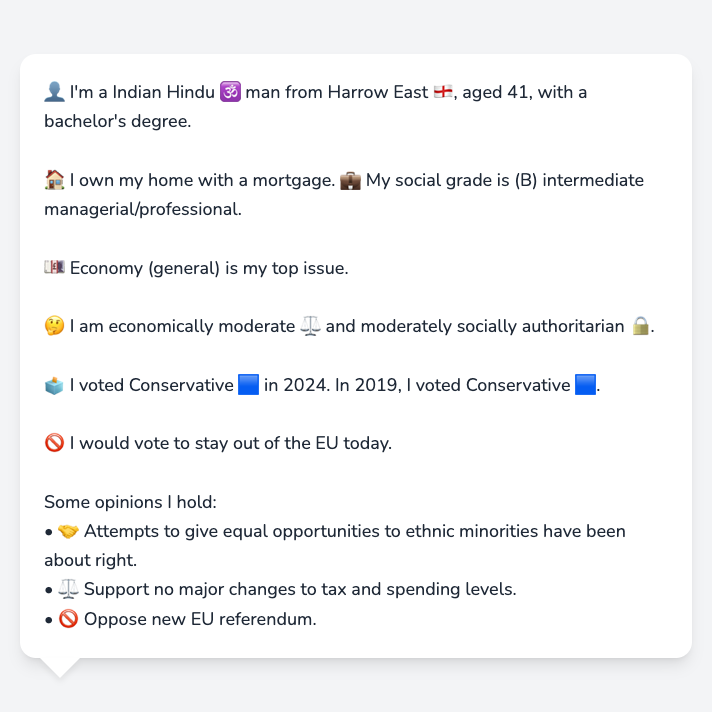 👤 I'm a Indian Hindu 🕉️ man from Harrow East 🏴󠁧󠁢󠁥󠁮󠁧󠁿, aged 41, with a
bachelor's degree.
🏠 I own my home with a mortgage. 💼 My social grade is (B) intermediate
managerial/professional.
💷 Economy (general) is my top issue.
🤔 I am economically moderate ⚖️ and moderately socially authoritarian 🔒.
🗳️ I voted Conservative 🟦 in 2024. In 2019, I voted Conservative 🟦.
🚫 I would vote to stay out of the EU today.
Some opinions I hold:
• 🤝 Attempts to give equal opportunities to ethnic minorities have been
about right.
• ⚖️ Support no major changes to tax and spending levels.
• 🚫 Oppose new EU referendum.